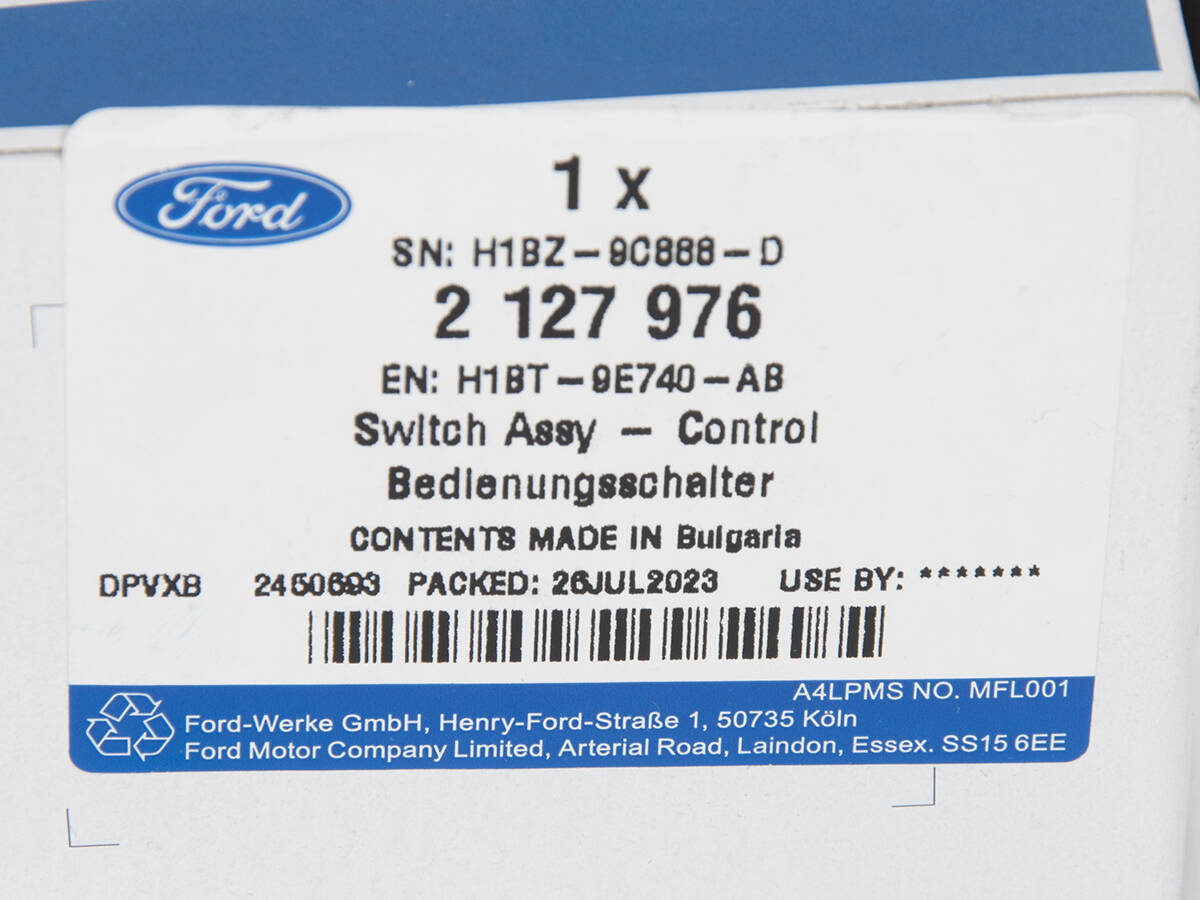 Ford
1 x
SN: H1BZ-9C888-D
2 127 976
EN: H1BT-9E740-AB
Switch Assy - Control
Bedienungsschalter
CONTENTS MADE IN Bulgaria
DPVXB PACKED: 26JUL2023 USE BY: *******
A4LPMS NO. MFL001
Ford-Werke GmbH, Henry-Ford-Straße 1, 50735 Köln
Ford Motor Company Limited, Arterial Road, Laindon, Essex. SS15 6EE